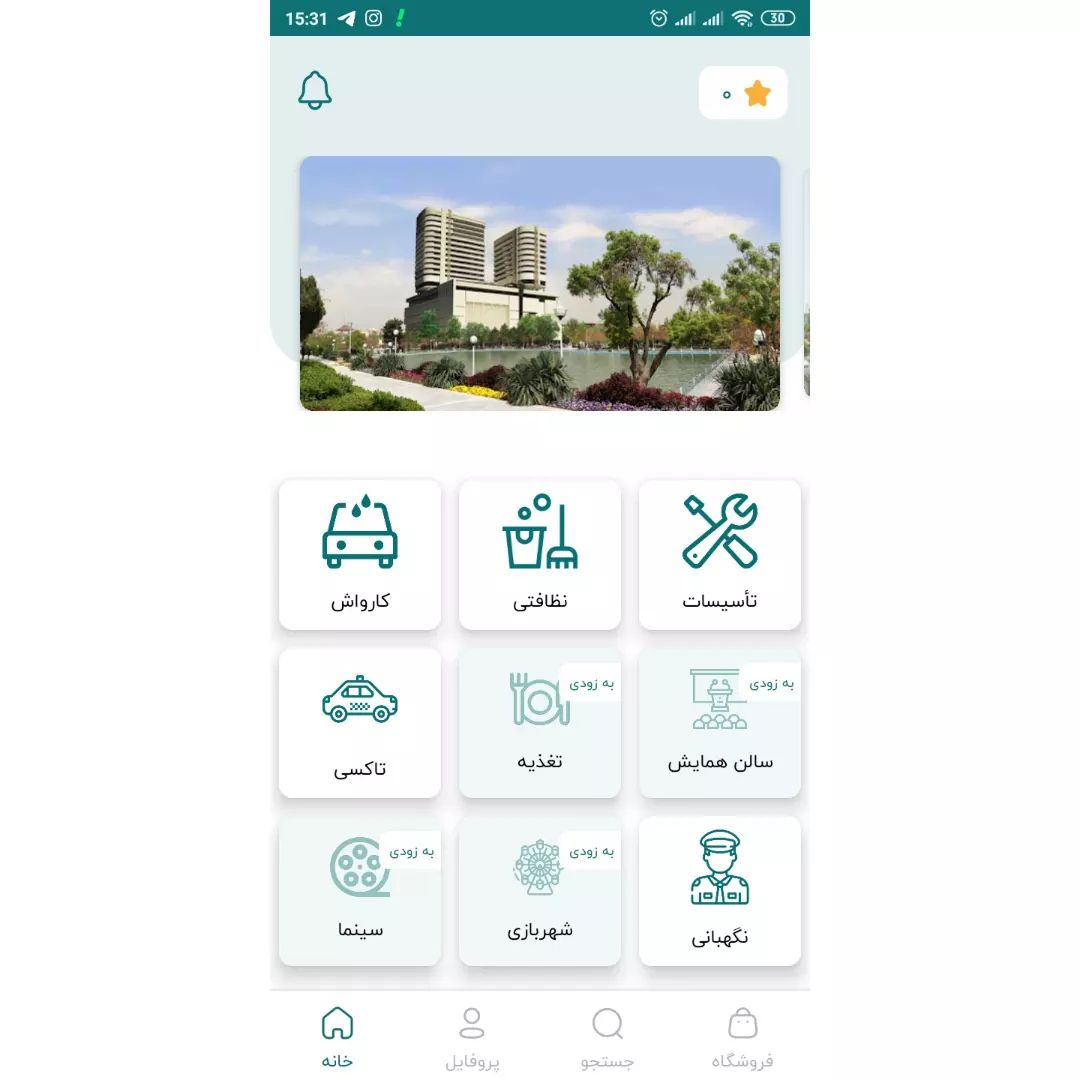 15:31
30
۰
تأسیسات
نظافتی
کارواش
به زودی
سالن همایش
به زودی
تغذیه
تاکسی
نگهبانی
به زودی
شهربازی
به زودی
سینما
فروشگاه
جستجو
پروفایل
خانه